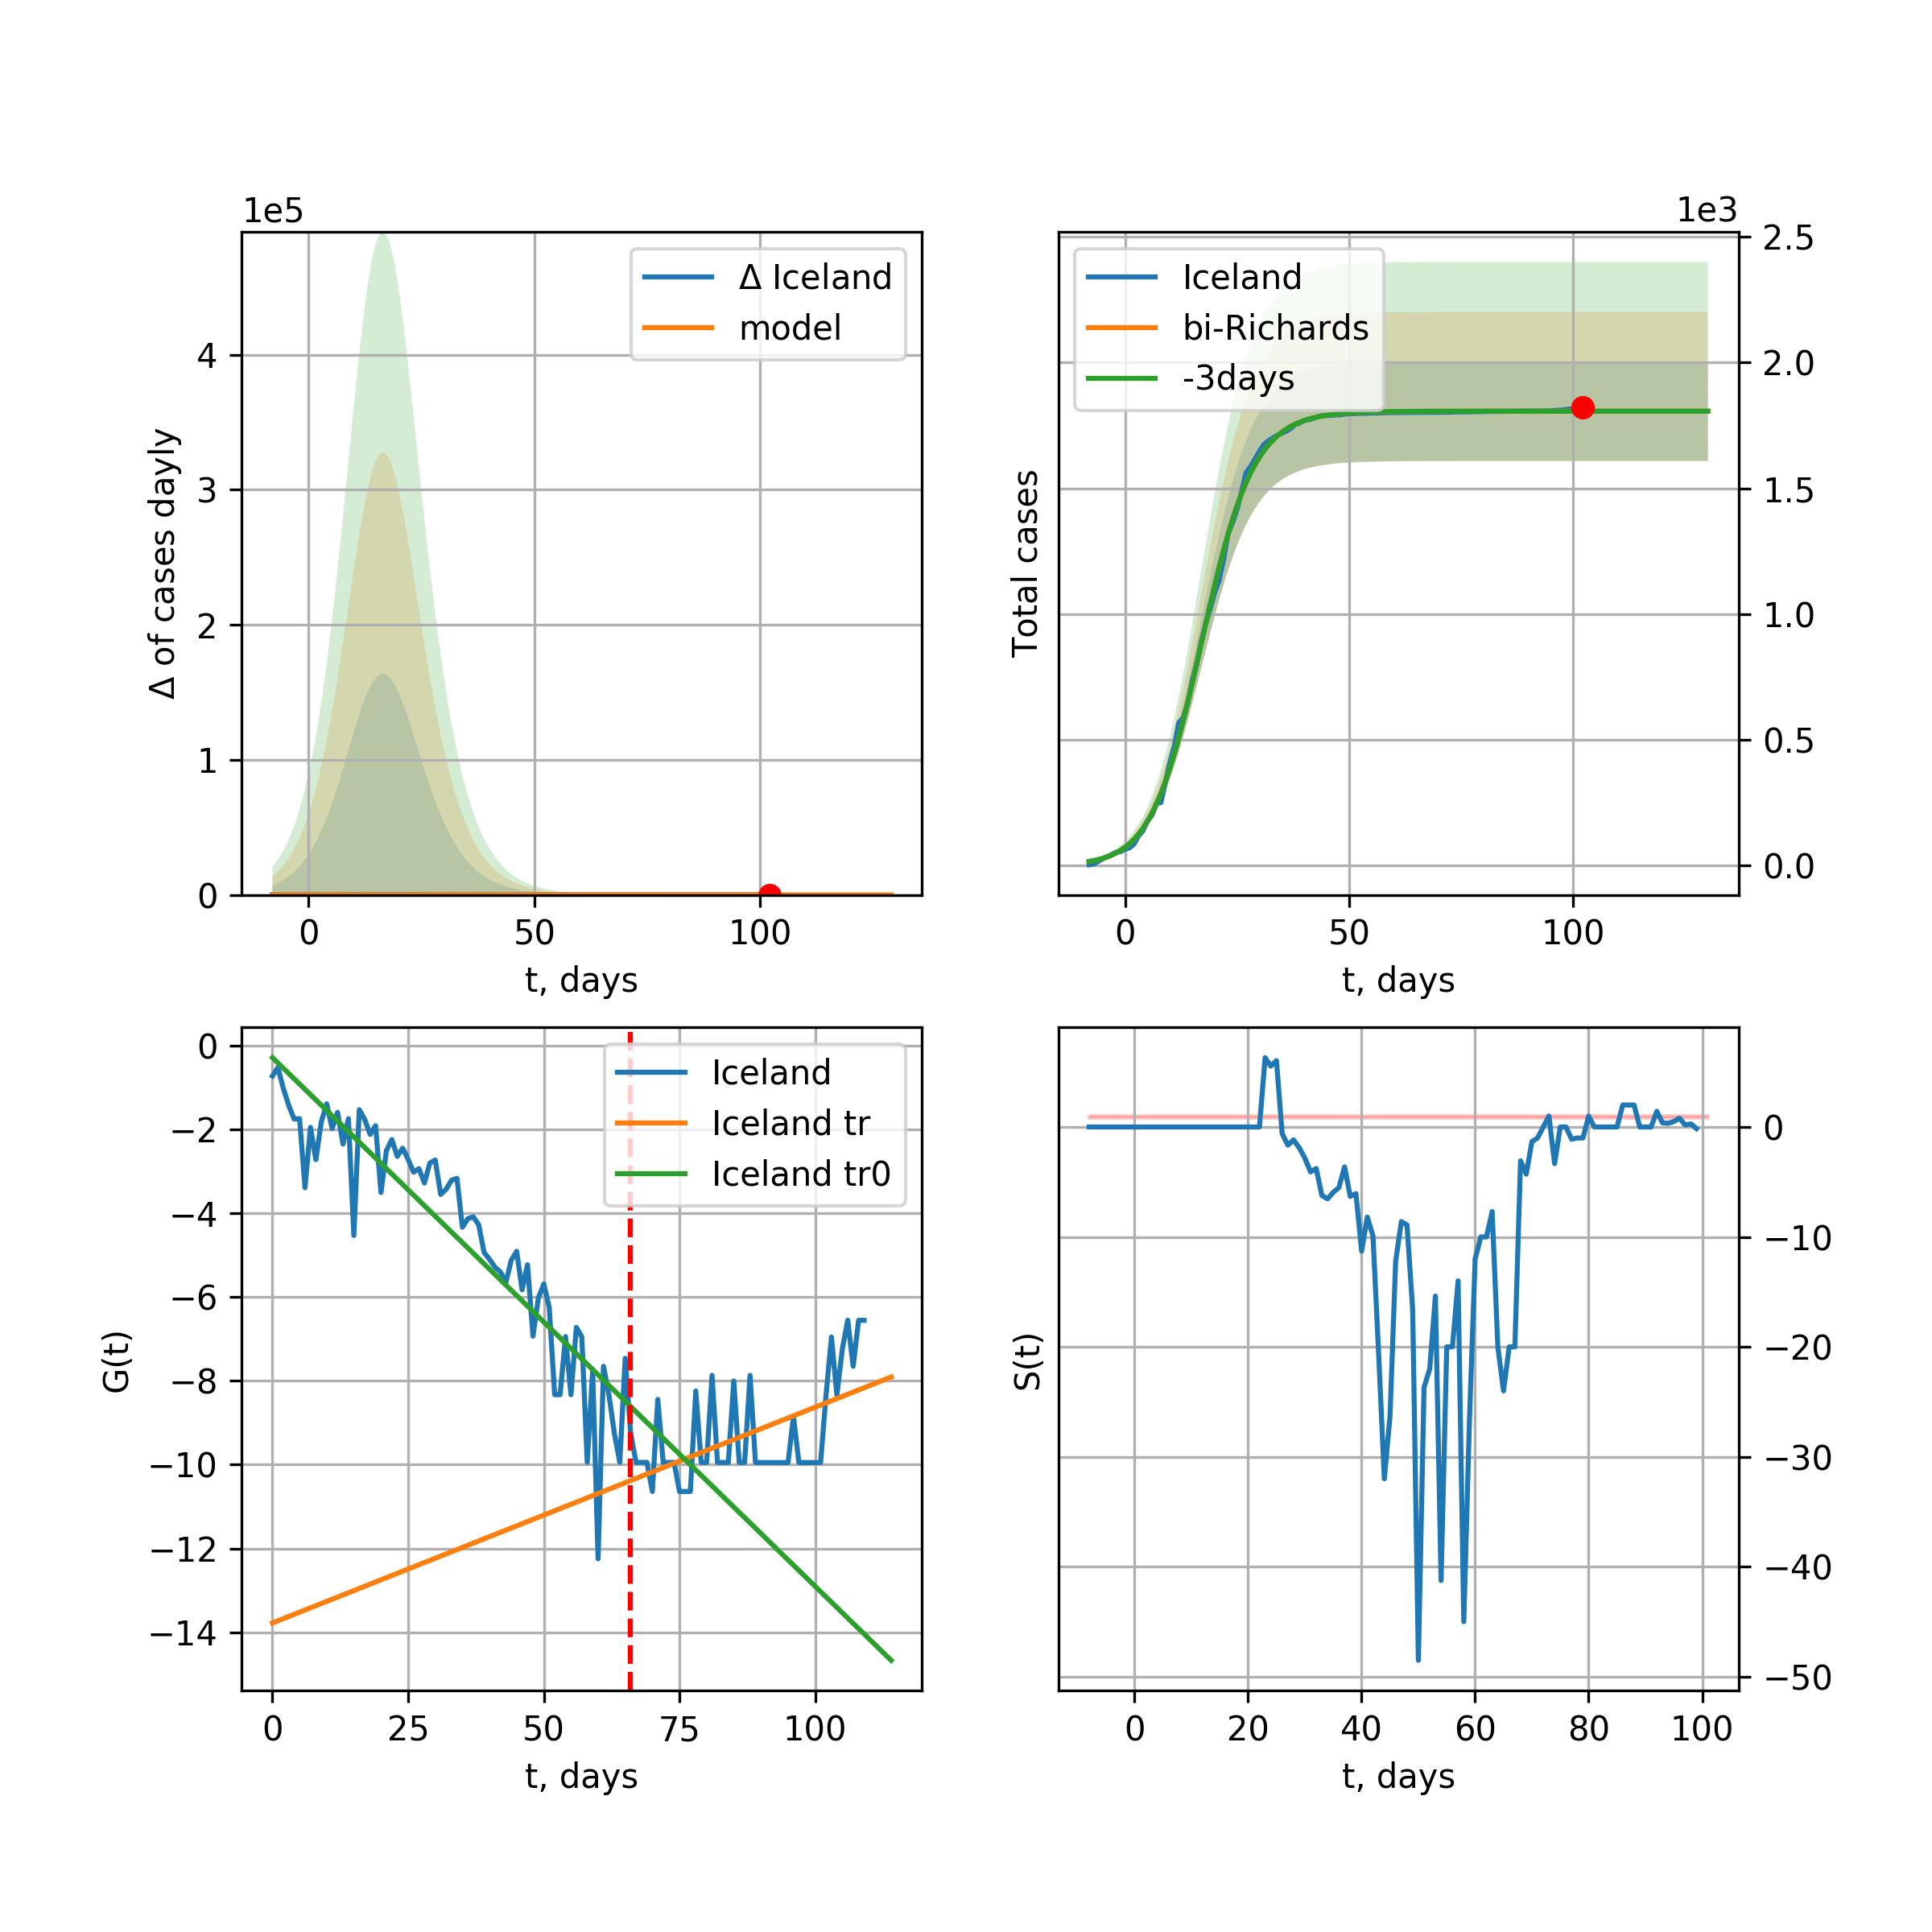 1e5
Δ of cases dayly
4
3
2
1
0
Δ Iceland
model
0 50 100
t, days
1e3
Total cases
Iceland
bi-Richards
-3days
2.5
2.0
1.5
1.0
0.5
0.0
0 50 100
t, days
G(t)
0
−2
−4
−6
−8
−10
−12
−14
Iceland
Iceland tr
Iceland tr0
0 25 50 75 100
t, days
S(t)
0
−10
−20
−30
−40
−50
0 20 40 60 80 100
t, days